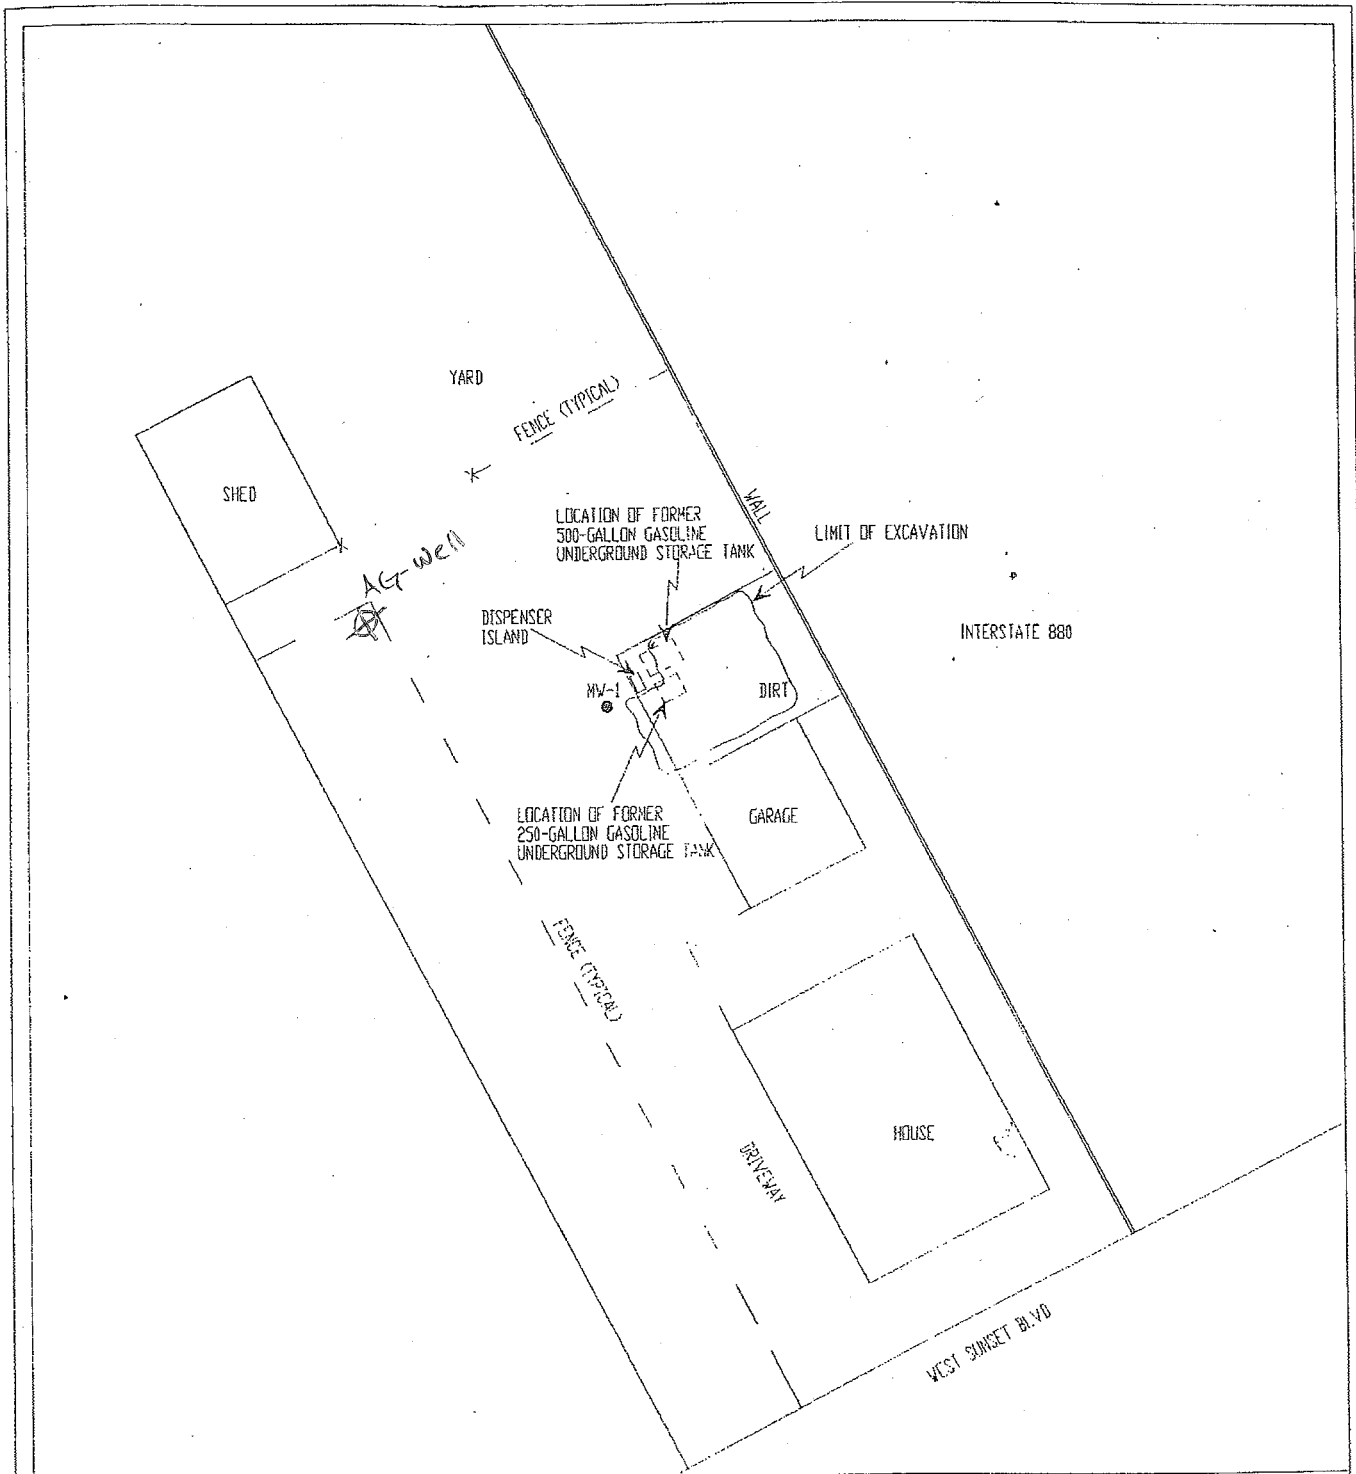 YARD
FENCE (TYPICAL)
SHED
WALL
LOCATION OF FORMER
500-GALLON GASOLINE
UNDERGROUND STORAGE TANK
LIMIT OF EXCAVATION
AG-Well
DISPENSER
ISLAND
INTERSTATE 880
MW-1
DIRT
LOCATION OF FORMER
250-GALLON GASOLINE
UNDERGROUND STORAGE TANK
GARAGE
FENCE (TYPICAL)
HOUSE
DRIVEWAY
WEST SUNSET BLVD